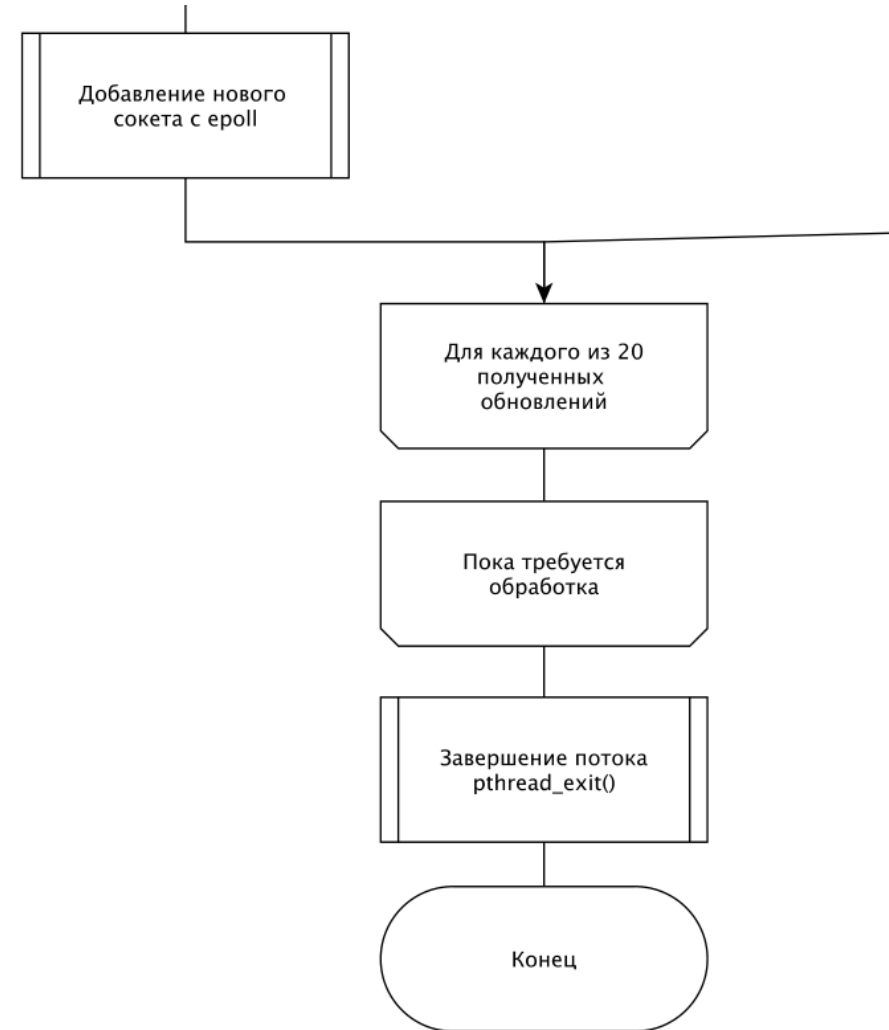 Добавление нового
сокета с epoll
Для каждого из 20
полученных
обновлений
Пока требуется
обработка
Завершение потока
pthread_exit()
Конец